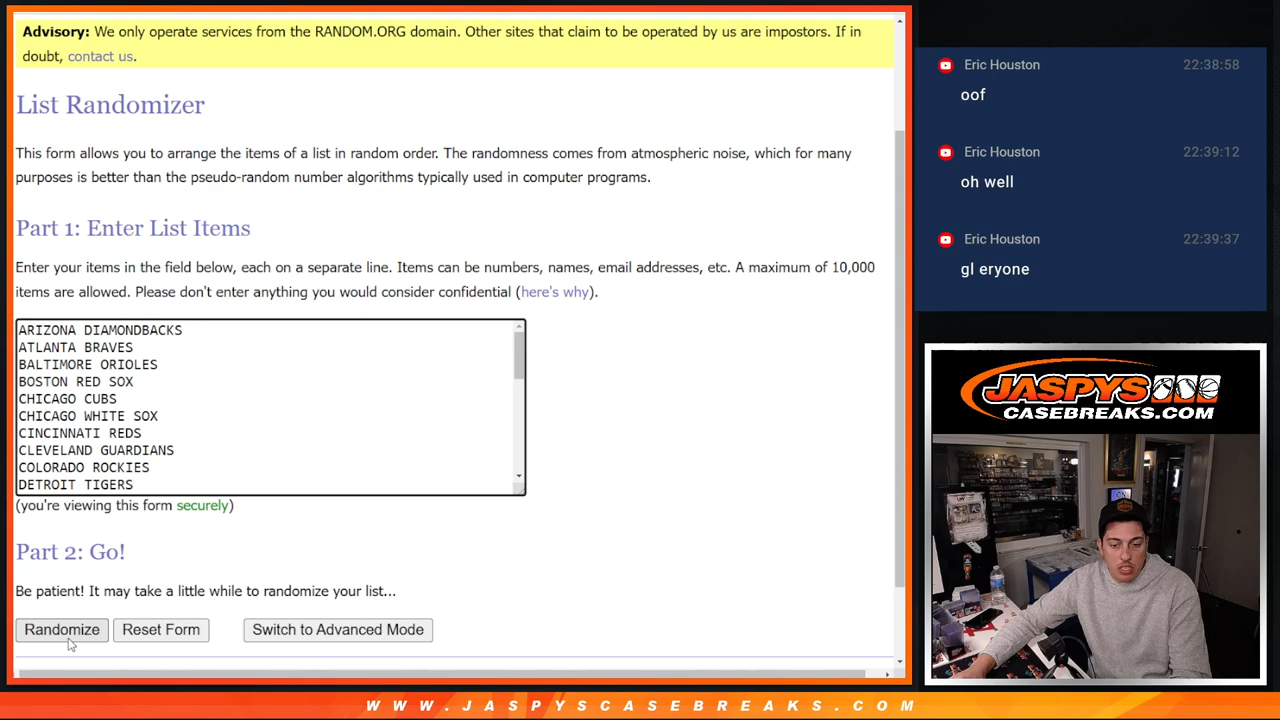 Advisory: We only operate services from the RANDOM.ORG domain. Other sites that claim to be operated by us are impostors. If in
doubt, contact us.
List Randomizer
This form allows you to arrange the items of a list in random order. The randomness comes from atmospheric noise, which for many
purposes is better than the pseudo-random number algorithms typically used in computer programs.
Part 1: Enter List Items
Enter your items in the field below, each on a separate line. Items can be numbers, names, email addresses, etc. A maximum of 10,000
items are allowed. Please don't enter anything you would consider confidential (here's why).
ARIZONA DIAMONDBACKS
ATLANTA BRAVES
BALTIMORE ORIOLES
BOSTON RED SOX
CHICAGO CUBS
CHICAGO WHITE SOX
CINCINNATI REDS
CLEVELAND GUARDIANS
COLORADO ROCKIES
DETROIT TIGERS
(you're viewing this form securely)
Part 2: Go!
Be patient! It may take a little while to randomize your list...
Randomize
Reset Form
Switch to Advanced Mode
Eric Houston 22:38:58
oof
Eric Houston 22:39:12
oh well
Eric Houston 22:39:37
gl eryone
JASPYS
CASEBREAKS.COM
WWW.JASPYSCASEBREAKS.COM